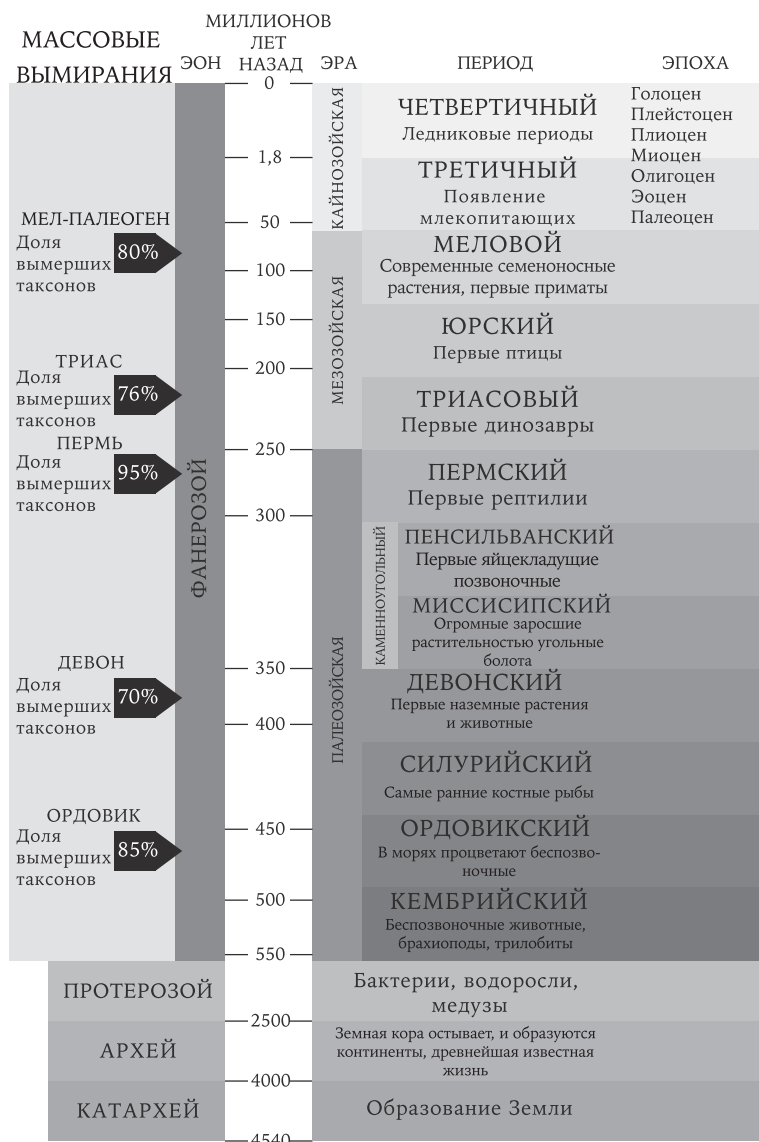 МАССОВЫЕ
ВЫМИРАНИЯ
ЭОН
МИЛЛИОНОВ
ЛЕТ
НАЗАД
ЭРА
ПЕРИОД
ЭПОХА
МЕЛ-ПАЛЕОГЕН
Доля
вымерших
таксонов
80%
ТРИАС
Доля
вымерших
таксонов
76%
ПЕРМЬ
Доля
вымерших
таксонов
95%
ДЕВОН
Доля
вымерших
таксонов
70%
ОРДОВИК
Доля
вымерших
таксонов
85%
ФАНЕРОЗОЙ
0
1,8
50
100
150
200
250
300
350
400
450
500
550
2500
4000
4540
КАЙНОЗОЙСКАЯ
МЕЗОЗОЙСКАЯ
ПАЛЕОЗОЙСКАЯ
ЧЕТВЕРТИЧНЫЙ
Ледниковые периоды
ТРЕТИЧНЫЙ
Появление
млекопитающих
Голоцен
Плейстоцен
Плиоцен
Миоцен
Олигоцен
Эоцен
Палеоцен
МЕЛОВОЙ
Современные семеноносные
растения, первые приматы
ЮРСКИЙ
Первые птицы
ТРИАСОВЫЙ
Первые динозавры
ПЕРМСКИЙ
Первые рептилии
КАМЕННОУГОЛЬНЫЙ
ПЕНСИЛЬВАНСКИЙ
Первые яйцекладущие
позвоночные
МИССИСИПСКИЙ
Огромные заросшие
растительностью угольные
болота
ДЕВОНСКИЙ
Первые наземные растения
и животные
СИЛУРИЙСКИЙ
Самые ранние костные рыбы
ОРДОВИКСКИЙ
В морях процветают беспозво-
ночные
КЕМБРИЙСКИЙ
Беспозвоночные животные,
брахиоподы, трилобиты
ПРОТЕРОЗОЙ
Бактерии, водоросли,
медузы
АРХЕЙ
Земная кора остывает, и образуются
континенты, древнейшая известная
жизнь
КАТАРХЕЙ
Образование Земли